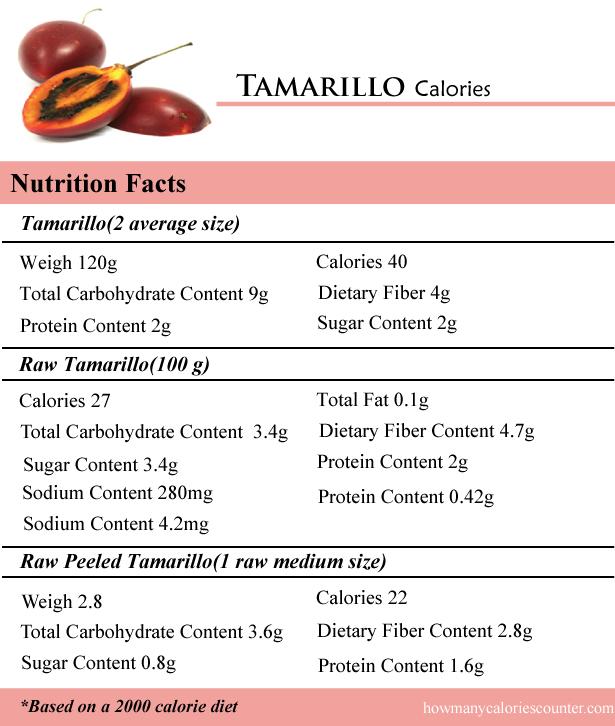 TAMARILLO Calories
Nutrition Facts
Tamarillo(2 average size)
Weigh 120g
Calories 40
Total Carbohydrate Content 9g
Dietary Fiber 4g
Protein Content 2g
Sugar Content 2g
Raw Tamarillo(100 g)
Calories 27
Total Fat 0.1g
Total Carbohydrate Content 3.4g
Dietary Fiber Content 4.7g
Sugar Content 3.4g
Protein Content 2g
Sodium Content 280mg
Protein Content 0.42g
Sodium Content 4.2mg
Raw Peeled Tamarillo(1 raw medium size)
Weigh 2.8
Calories 22
Total Carbohydrate Content 3.6g
Dietary Fiber Content 2.8g
Sugar Content 0.8g
Protein Content 1.6g
*Based on a 2000 calorie diet
howmanycaloriescounter.com